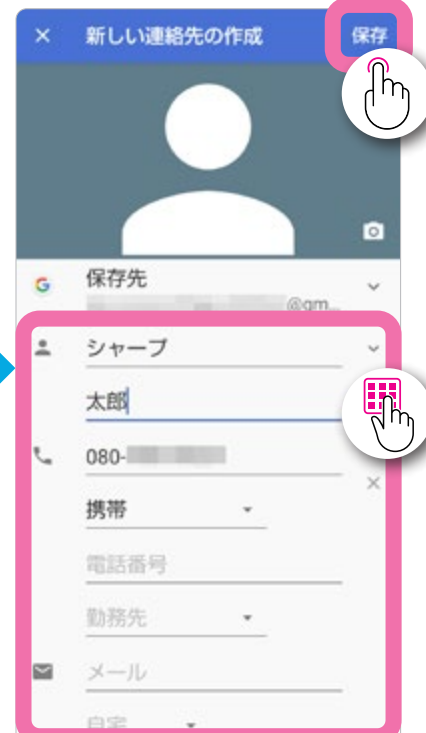 × 新しい連絡先の作成 保存
G 保存先
@gm...
シャープ
太郎
080-
携帯
電話番号
勤務先
メール
自宅